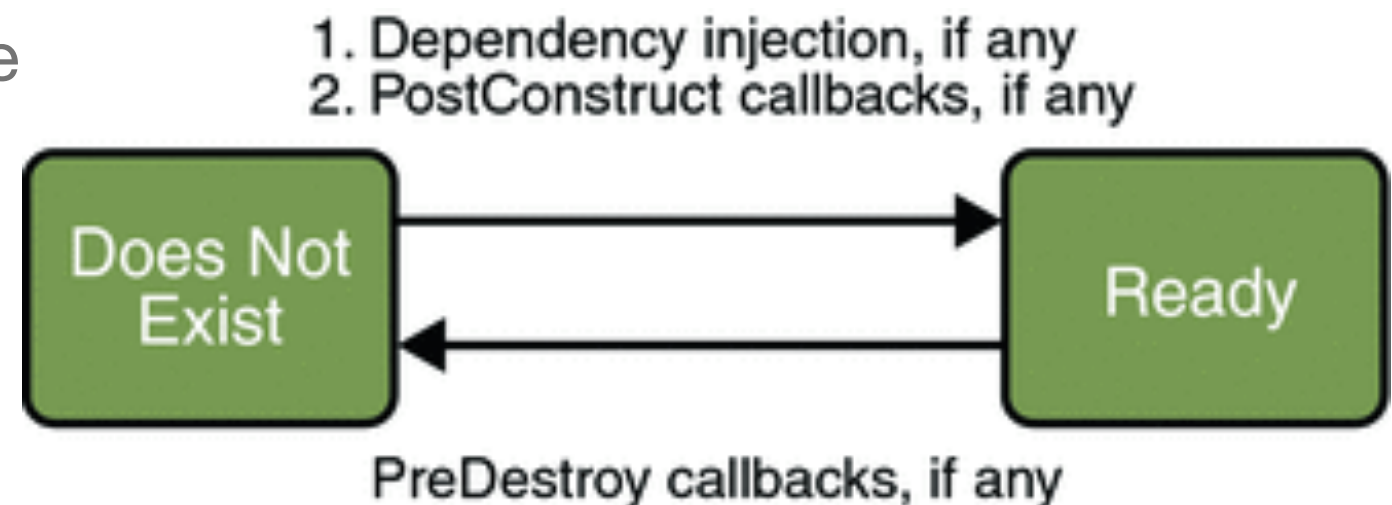 e
1. Dependency injection, if any
2. PostConstruct callbacks, if any
Does Not
Exist
Ready
PreDestroy callbacks, if any